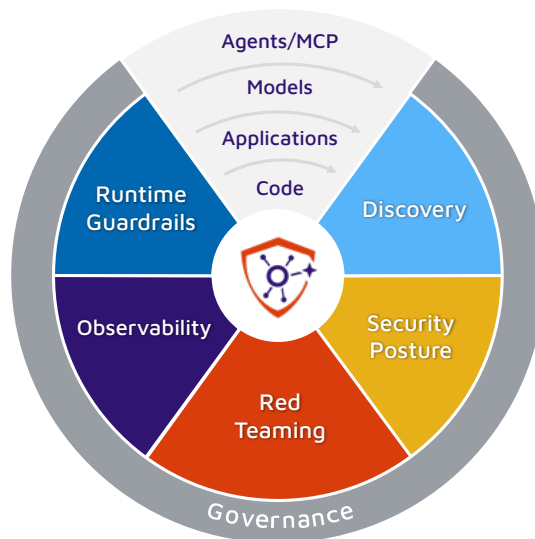 Agents/MCP
Models
Applications
Code
Runtime
Guardrails
Discovery
Observability
Security
Posture
Red
Teaming
Governance